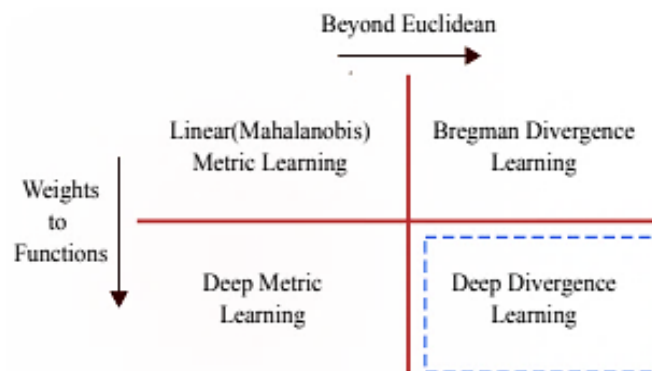 Beyond Euclidean
Linear(Mahalanobis)
Metric Learning
Bregman Divergence
Learning
Weights
to
Functions
Deep Metric
Learning
Deep Divergence
Learning